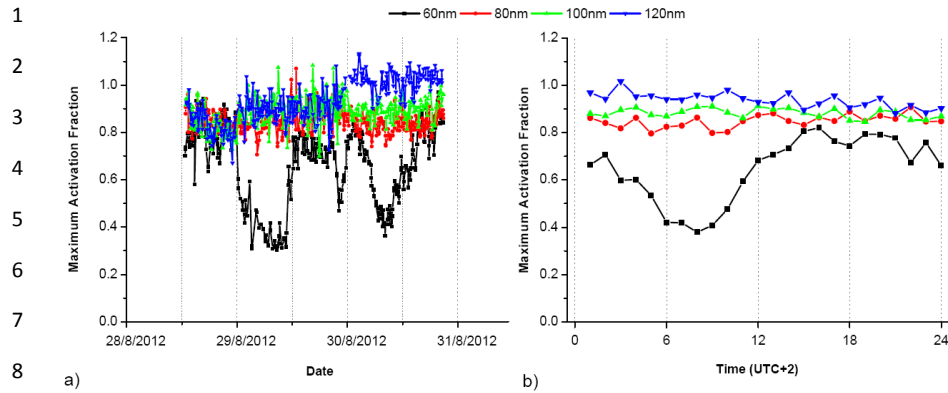 1
2
3
4
5
6
7
8
60nm 80nm 100nm 120nm
1.2
1.0
0.8
0.6
0.4
0.2
0.0
Maximum Activation Fraction
28/8/2012 29/8/2012 30/8/2012 31/8/2012
Date
a)
1.2
1.0
0.8
0.6
0.4
0.2
0.0
Maximum Activation Fraction
0 6 12 18 24
Time (UTC+2)
b)